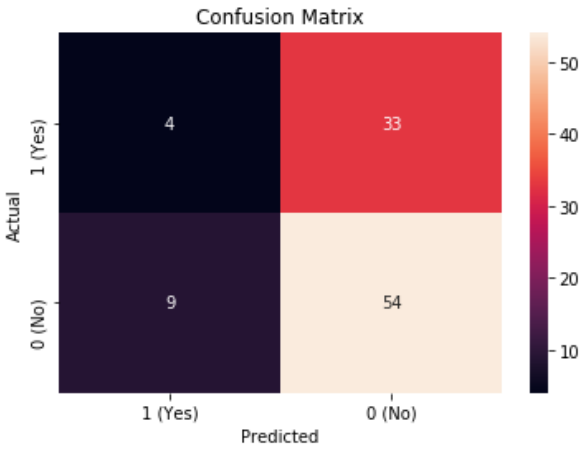 Confusion Matrix
Actual
1 (Yes)
0 (No)
4
33
9
54
1 (Yes)
0 (No)
Predicted
50
40
30
20
10